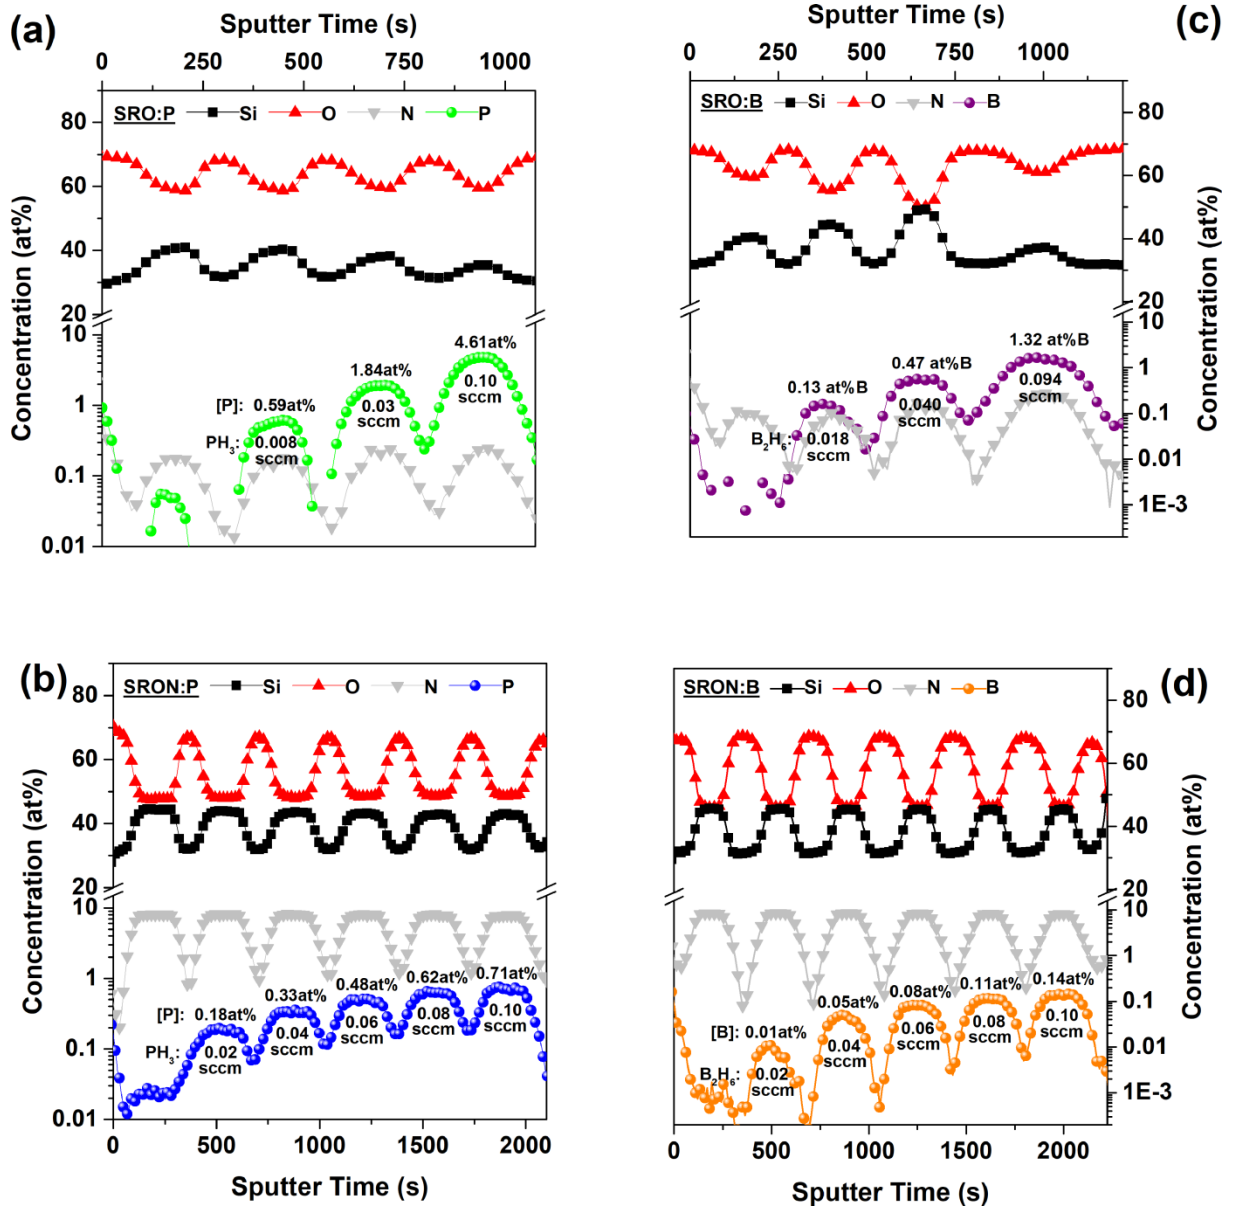 (a)
Sputter Time (s)
0 250 500 750 1000
SRO:P Si O N P
80
60
40
20
10
1
0.1
0.01
Concentration (at%)
4.61at%
1.84at%
0.10
sccm
[P]: 0.59at%
0.03
sccm
PH3: 0.008
sccm
(c)
Sputter Time (s)
0 250 500 750 1000
SRO:B Si O N B
80
60
40
20
10
1
0.1
0.01
1E-3
Concentration (at%)
1.32 at%B
0.47 at%B
0.13 at%B
0.094
sccm
0.040
sccm
B2H6: 0.018
sccm
(b)
SRON:P Si O N P
80
60
40
20
10
1
0.1
0.01
Concentration (at%)
[P]: 0.18at% 0.33at% 0.48at% 0.62at% 0.71at%
PH3: 0.02 0.04 0.06 0.08 0.10
sccm sccm sccm sccm sccm
0 500 1000 1500 2000
Sputter Time (s)
(d)
SRON:B Si O N B
80
60
40
20
10
1
0.1
0.01
1E-3
Concentration (at%)
[B]: 0.01at% 0.05at% 0.08at% 0.11at% 0.14at%
B2H6: 0.02 0.04 0.06 0.08 0.10
sccm sccm sccm sccm sccm
0 500 1000 1500 2000
Sputter Time (s)